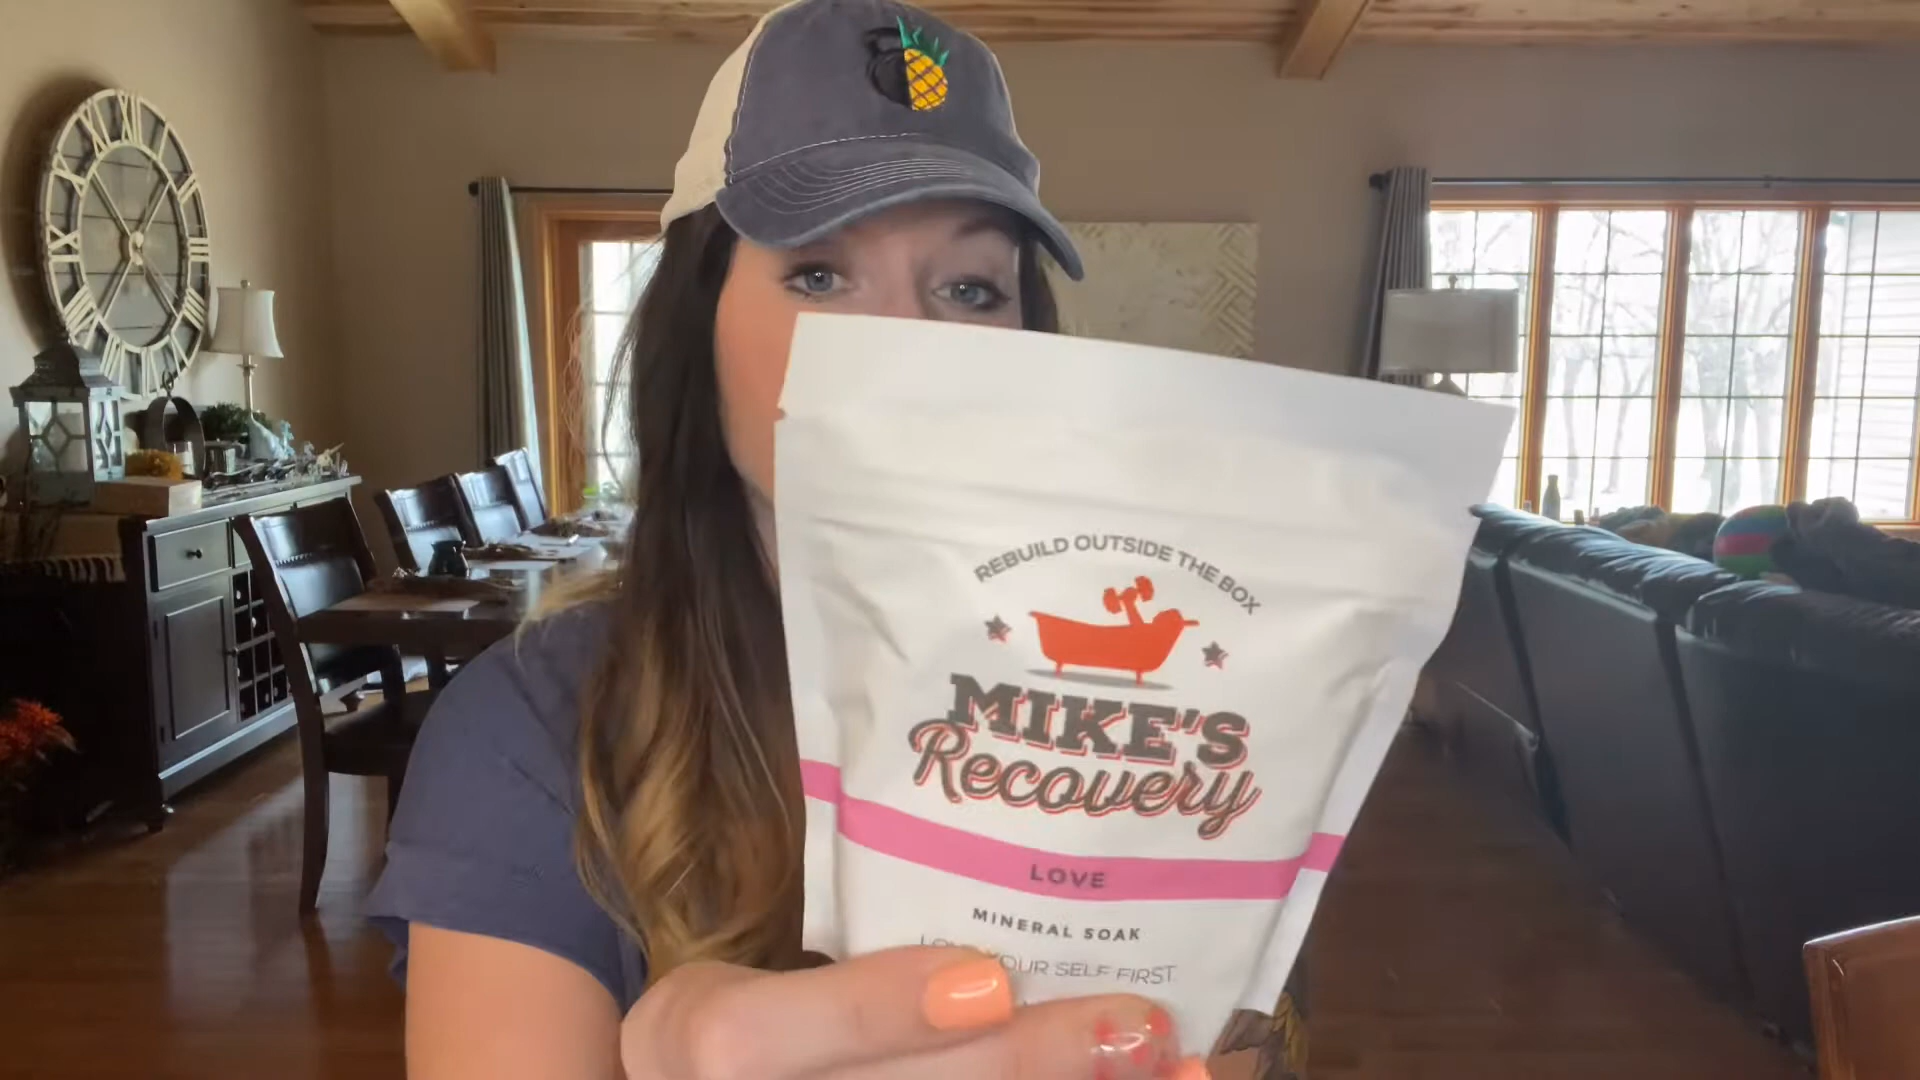 REBUILD OUTSIDE THE BOX
MIKE'S
Recovery
LOVE
MINERAL SOAK
YOUR SELF FIRST.